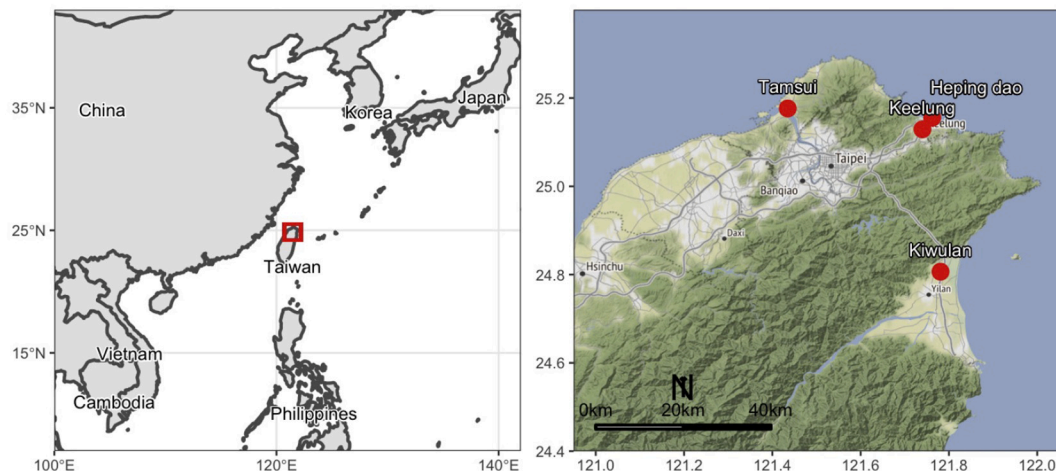 China
Korea
Japan
Taiwan
Vietnam
Cambodia
Philippines
35°N
25°N
15°N
100°E
120°E
140°E
Tamsui
Heping dao
Keelung
Taipei
Banqiao
Daxi
Hsinchu
Kiwulan
Yilan
N
0km
20km
40km
25.2
25.0
24.8
24.6
24.4
121.0
121.2
121.4
121.6
121.8
122.0